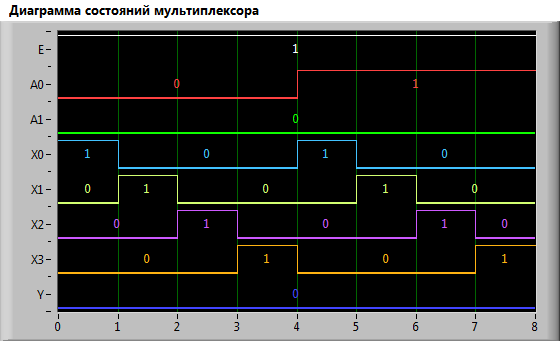 Диаграмма состояний мультиплексора
E 1
A0 0 1
A1 0
X0 1 0 1 0
X1 0 1 0 1 0
X2 0 1 0 1 0
X3 0 1 0 1
Y 0
0 1 2 3 4 5 6 7 8